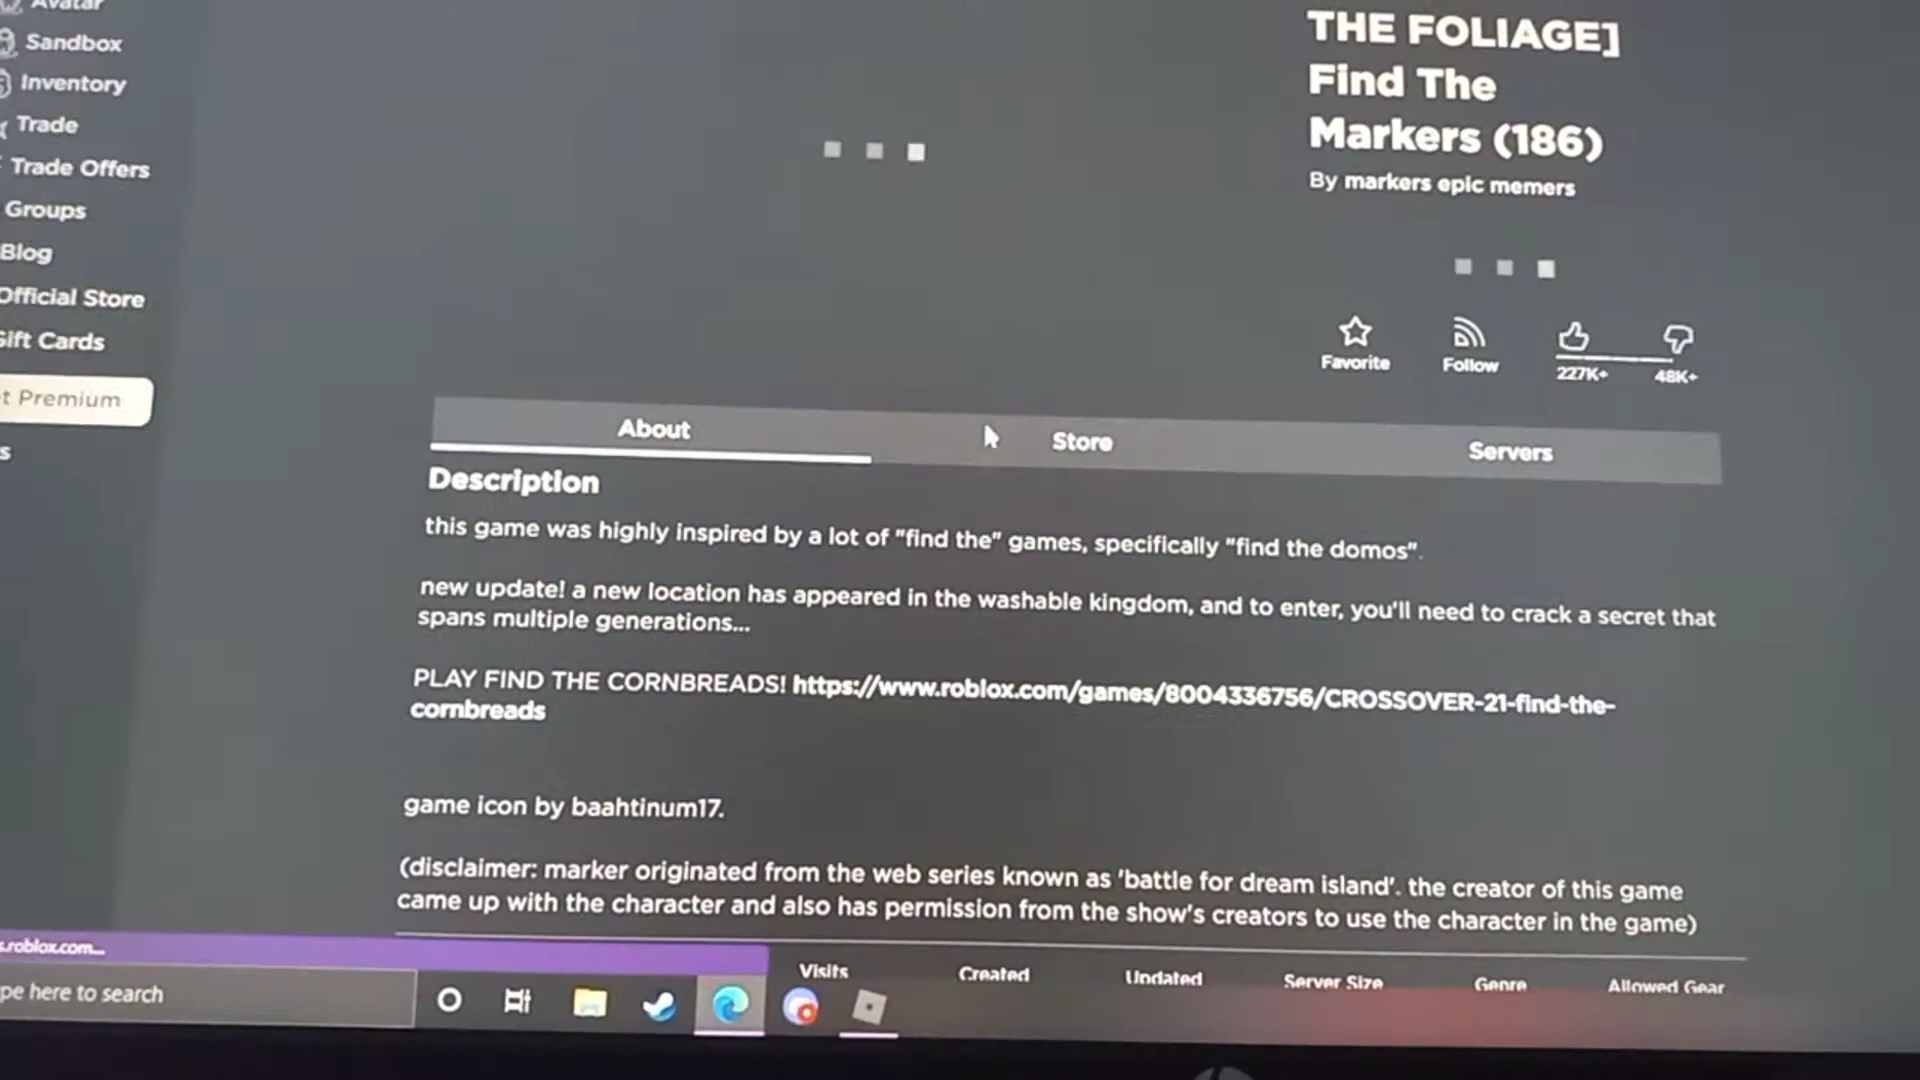 Avatar
Sandbox
Inventory
Trade
Trade Offers
Groups
Blog
Official Store
Gift Cards
Premium
THE FOLIAGE]
Find The
Markers (186)
By markers epic memers
Favorite
Follow
227K+
48K+
About
Store
Servers
Description
this game was highly inspired by a lot of "find the" games, specifically "find the domos".
new update! a new location has appeared in the washable kingdom, and to enter, you'll need to crack a secret that
spans multiple generations...
PLAY FIND THE CORNBREADS! https://www.roblox.com/games/8004336756/CROSSOVER-21-find-the-
cornbreads
game icon by baahtinum17.
(disclaimer: marker originated from the web series known as 'battle for dream island'. the creator of this game
came up with the character and also has permission from the show's creators to use the character in the game)
s.roblox.com...
Visits
Created
Updated
Server Size
Genre
Allowed Gear
pe here to search